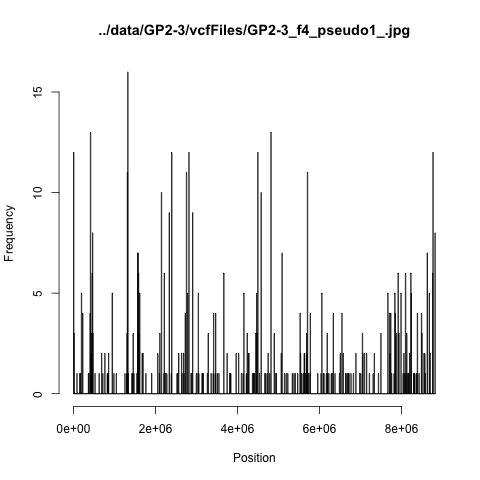 ../data/GP2-3/vcfFiles/GP2-3_f4_pseudo1_.jpg
15
10
5
0
Frequency
0e+00 2e+06 4e+06 6e+06 8e+06
Position